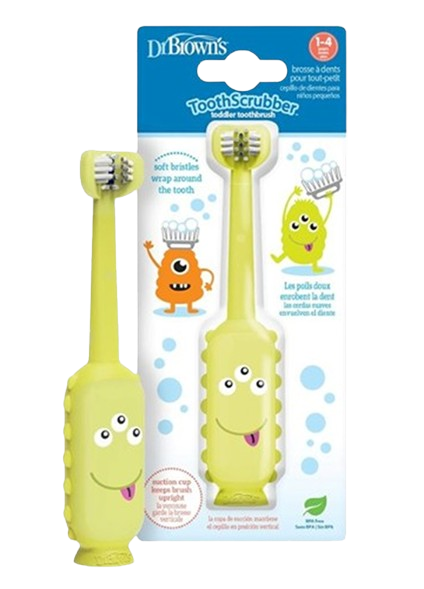 Dr Brown's
1-4
brosse à dents
pour tout-petit
cepillo de dientes para
niños pequeños
ToothScrubber™
toddler toothbrush
soft bristles
wrap around
the tooth
Les poils doux
enrobent la dent
las cerdas suaves
envuelven el diente
suction cup
keeps brush
upright
la ventouse
garde la brosse
verticale
la copa de succión mantiene
el cepillo en posición vertical
BPA Free
Sans BPA | Sin BPA